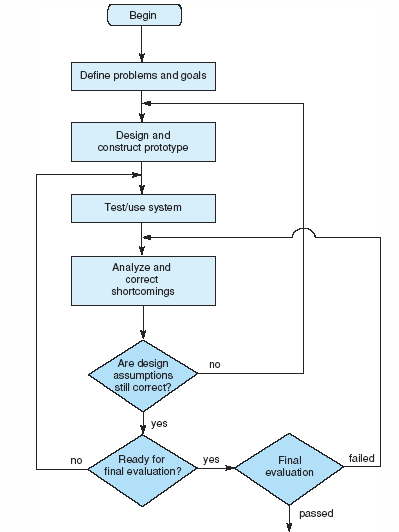 Begin
Define problems and goals
Design and
construct prototype
Test/use system
Analyze and
correct
shortcomings
Are design
assumptions
still correct?
no
yes
Ready for
final evaluation?
no
yes
Final
evaluation
failed
passed